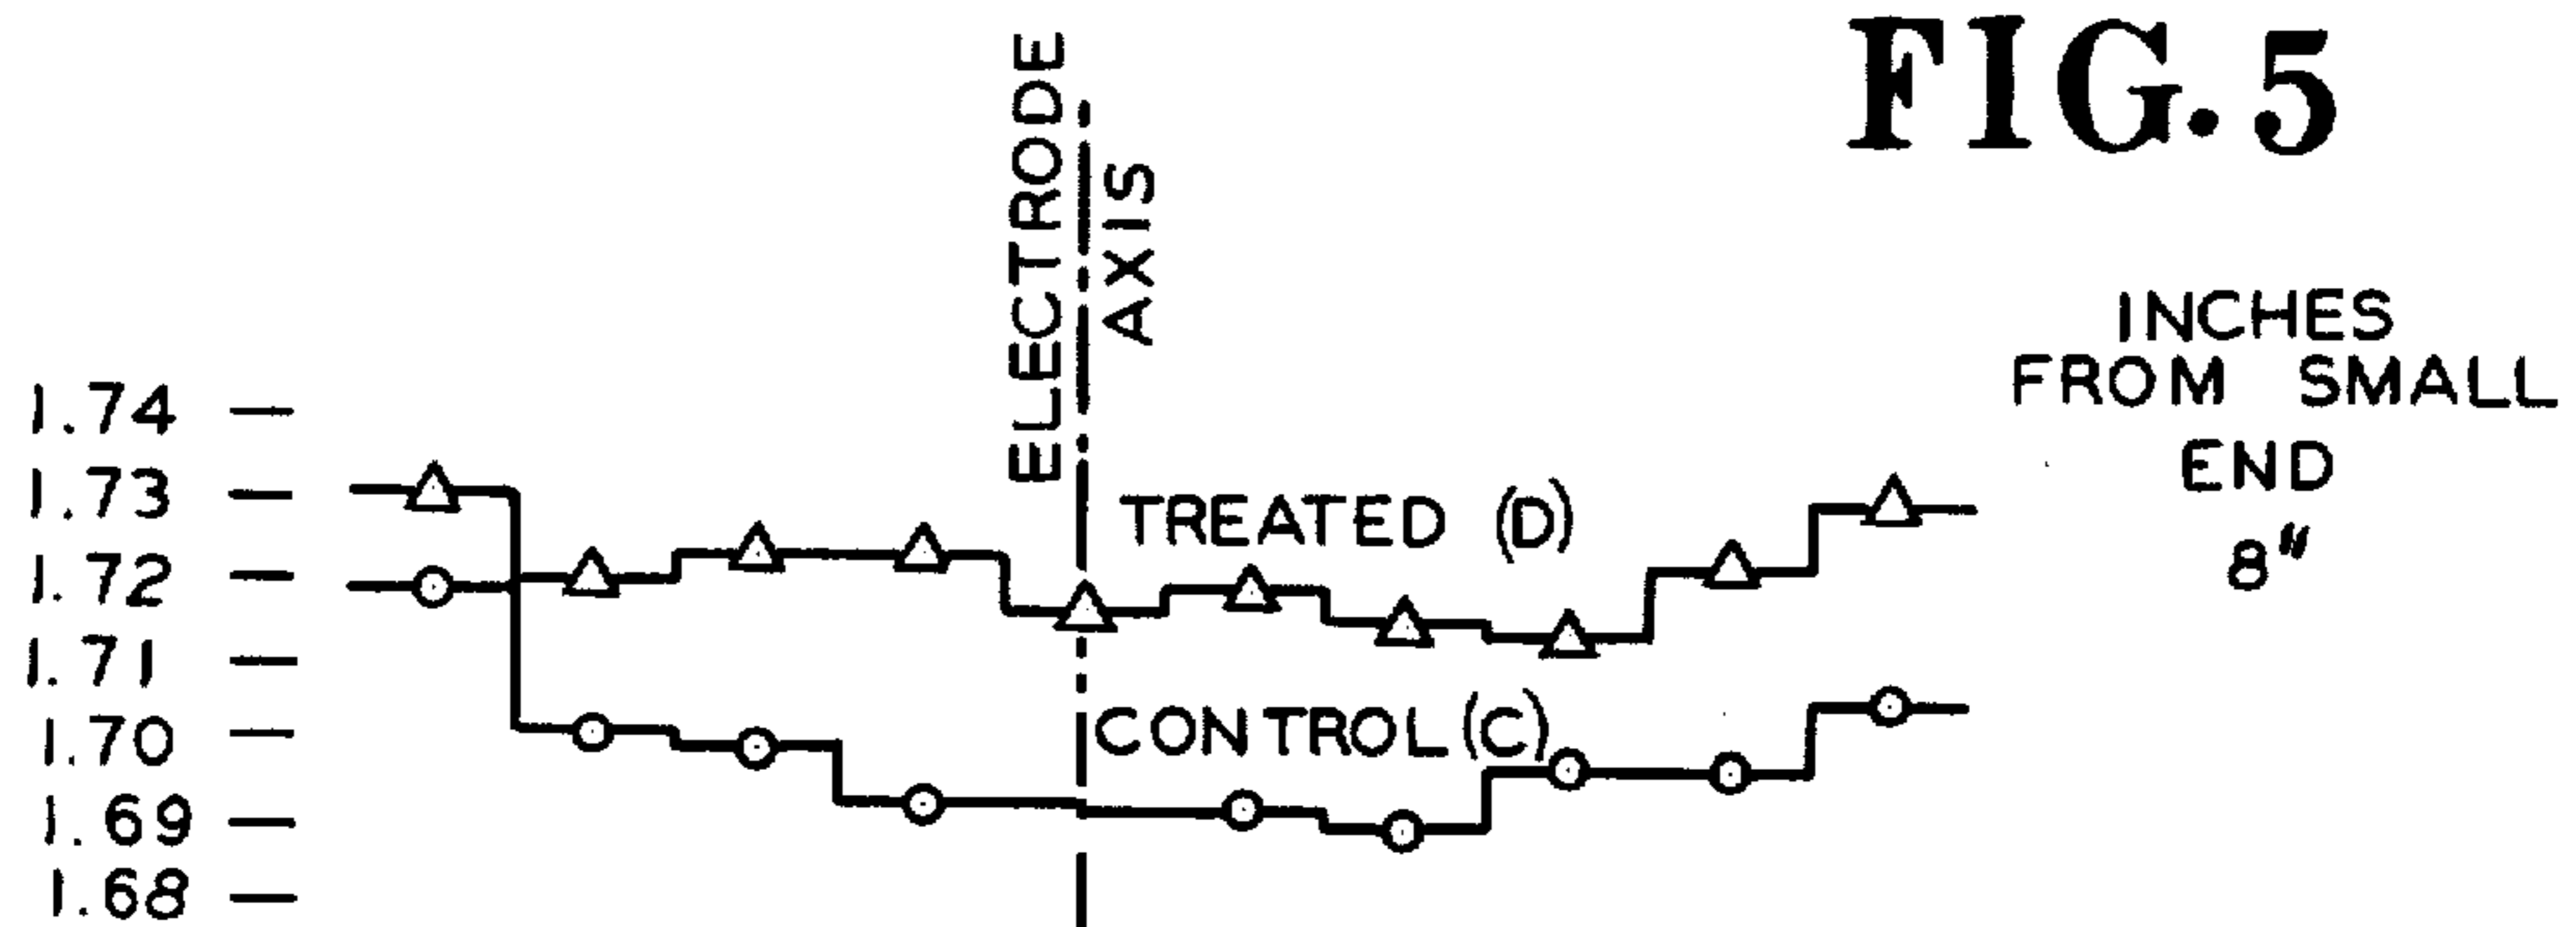 FIG. 5
ELECTRODE
AXIS
INCHES
FROM SMALL
END
8"
1.74
1.73
1.72
1.71
1.70
1.69
1.68
TREATED (D)
CONTROL (C)